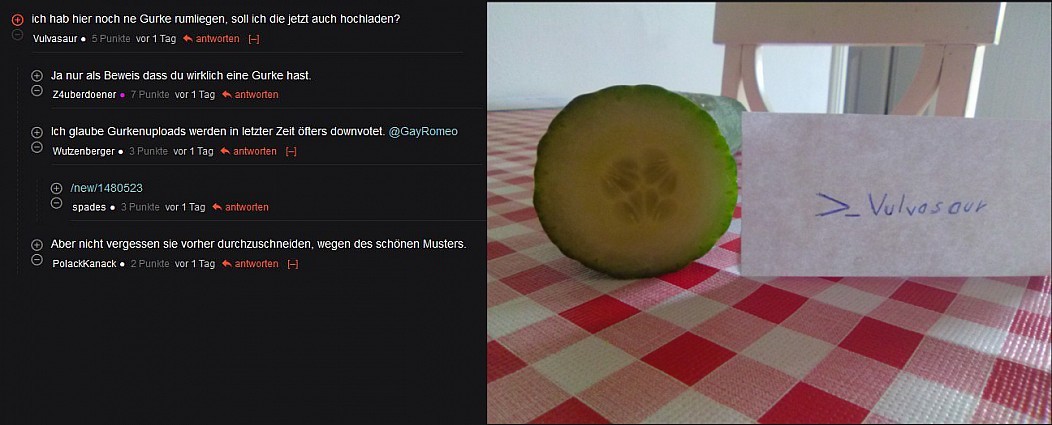 ich hab hier noch ne Gurke rumliegen, soll ich die jetzt auch hochladen?
Vulvasaur ● 5 Punkte vor 1 Tag antworten [–]
Ja nur als Beweis dass du wirklich eine Gurke hast.
Z4uberdoener ● 7 Punkte vor 1 Tag antworten
Ich glaube Gurkenuploads werden in letzter Zeit öfters downvotet. @GayRomeo
Wutzenberger ● 3 Punkte vor 1 Tag antworten [–]
/new/1480523
spades ● 3 Punkte vor 1 Tag antworten
Aber nicht vergessen sie vorher durchzuschneiden, wegen des schönen Musters.
PolackKanack ● 2 Punkte vor 1 Tag antworten [–]
>_ Vulvasaur